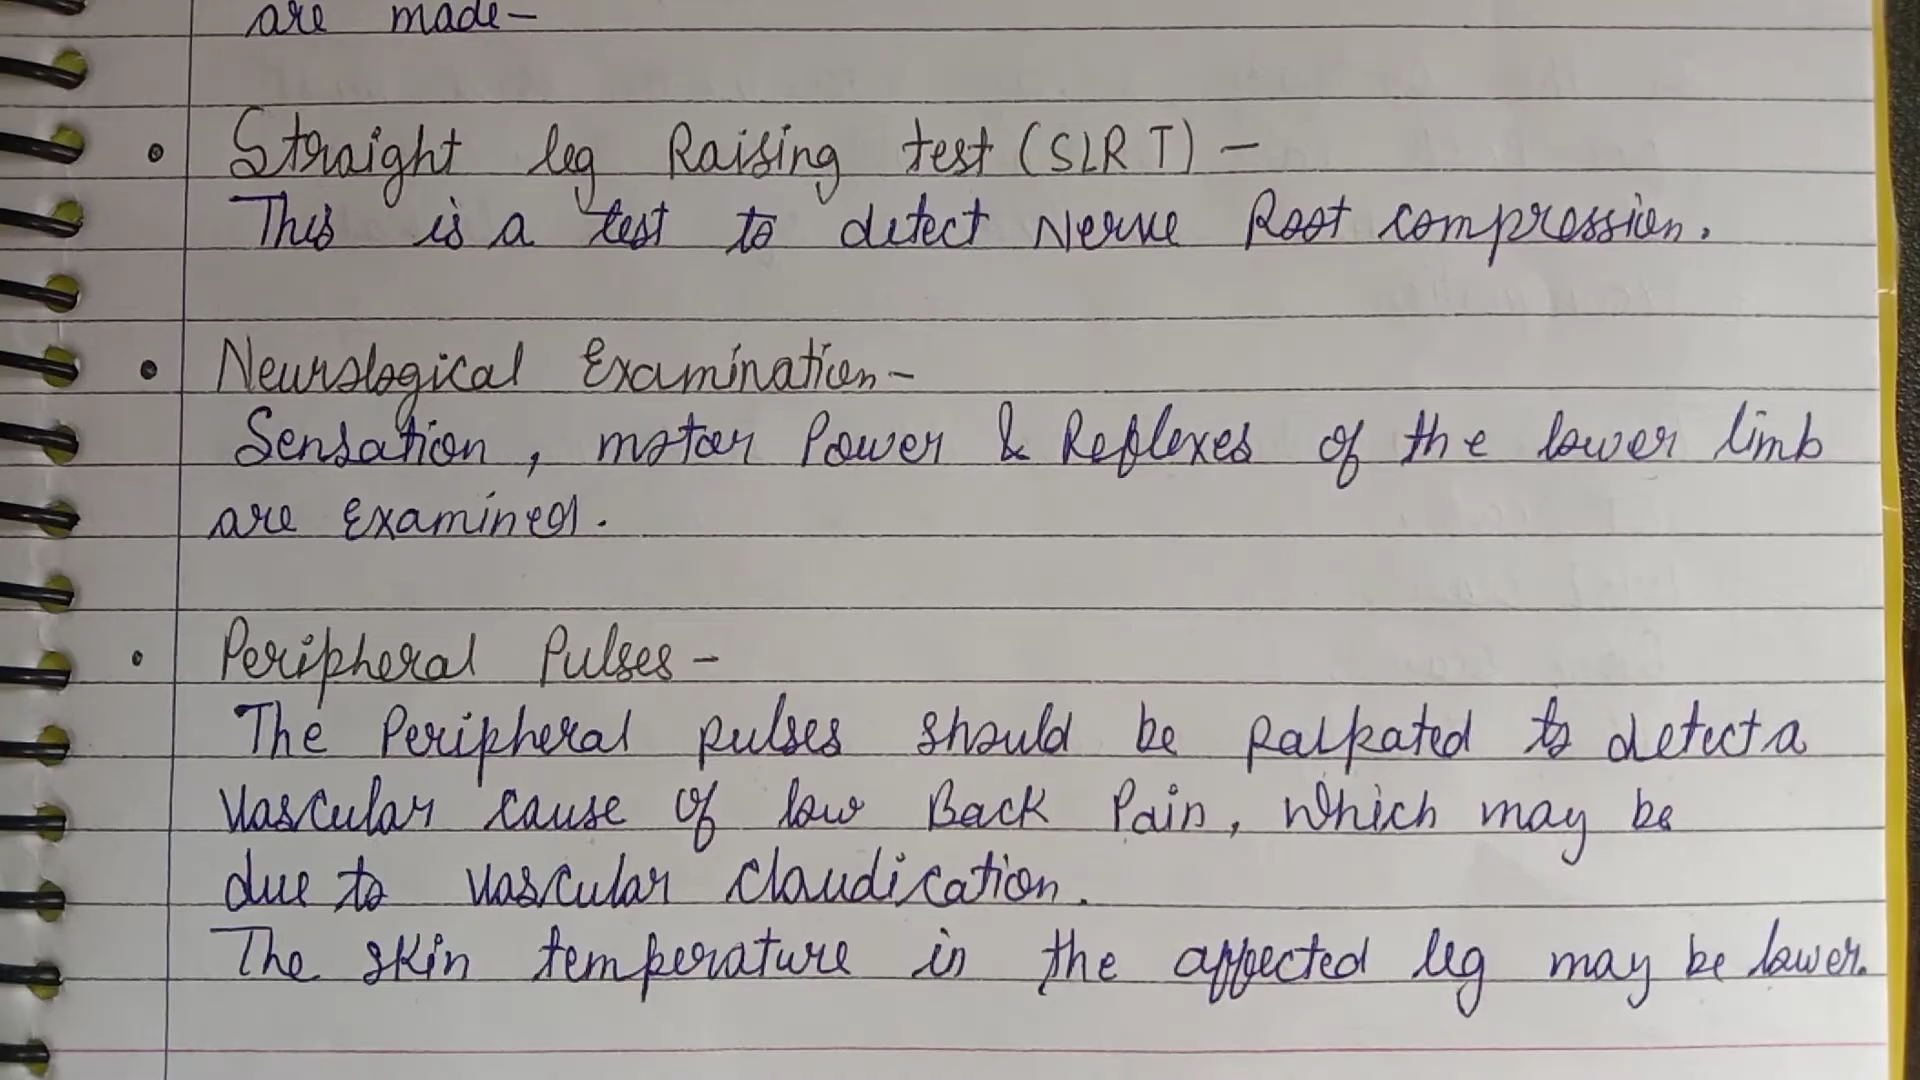 are made-
• Straight leg Raising test (SLRT) -
This is a test to detect Nerve Root compression.
• Neurological Examination-
Sensation, motor Power & Reflexes of the lower limb
are Examined.
• Peripheral Pulses -
The Peripheral pulses should be Palpated to detect a
Vascular cause of low Back Pain, which may be
due to Vascular Claudication.
The skin temperature in the affected leg may be lower.